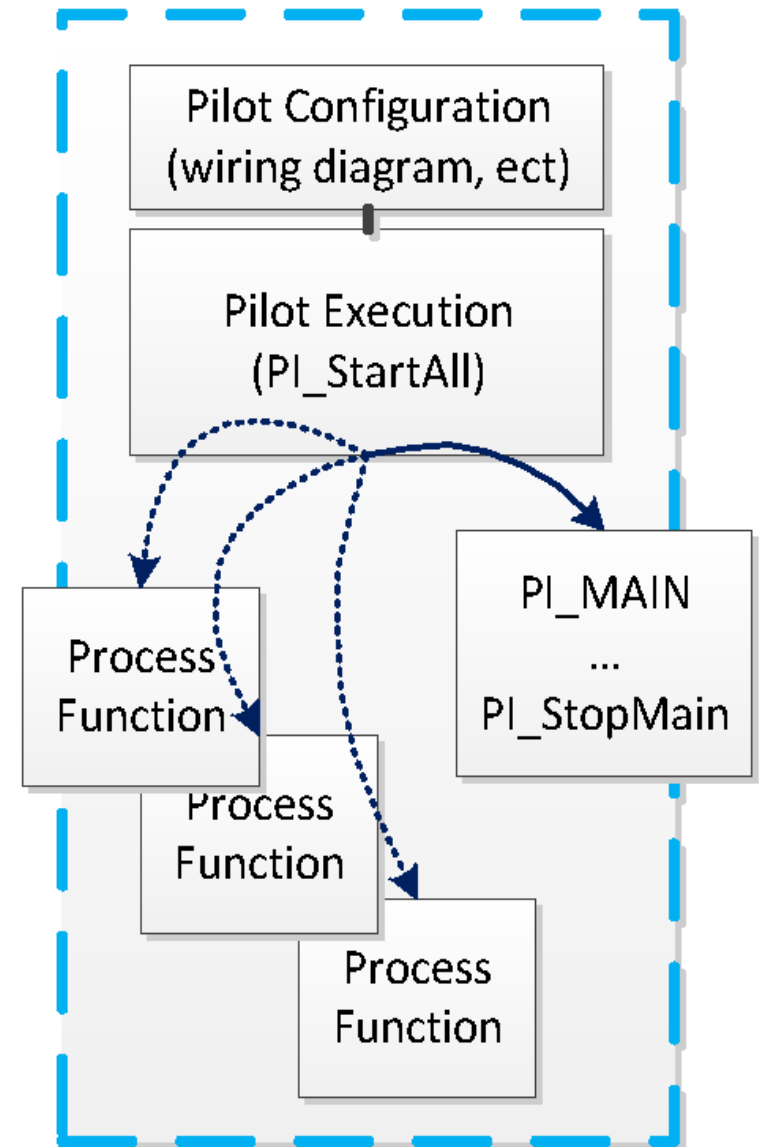 Pilot Configuration
(wiring diagram, ect)
Pilot Execution
(PI_StartAll)
PI_MAIN
...
PI_StopMain
Process
Function
Process
Function
Process
Function